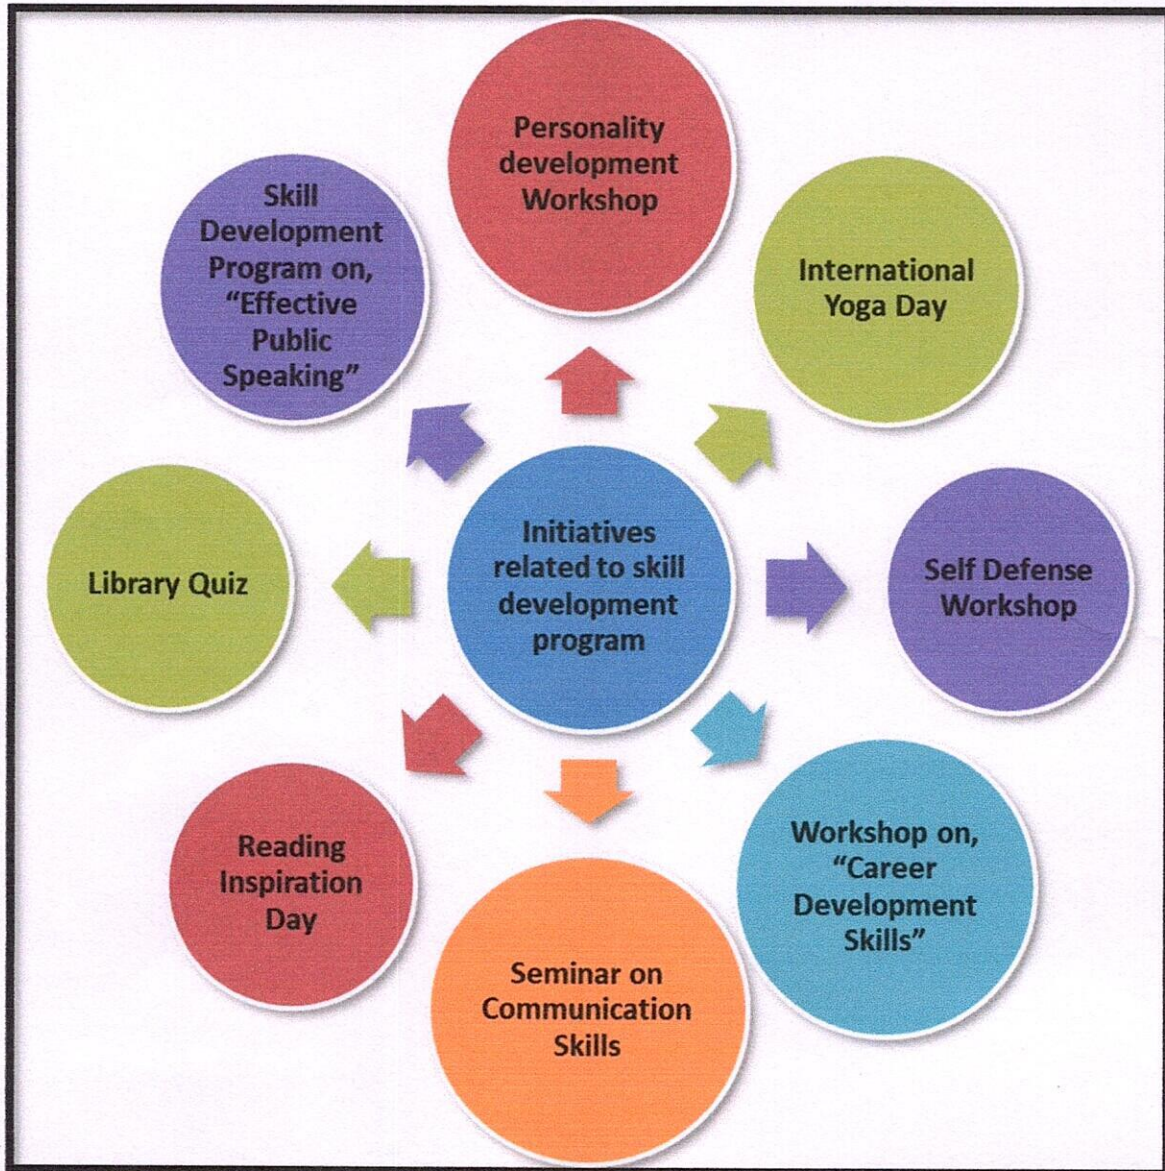 Personality
development
Workshop
International
Yoga Day
Self Defense
Workshop
Workshop on,
“Career
Development
Skills”
Seminar on
Communication
Skills
Reading
Inspiration
Day
Library Quiz
Skill
Development
Program on,
“Effective
Public
Speaking”
Initiatives
related to skill
development
program